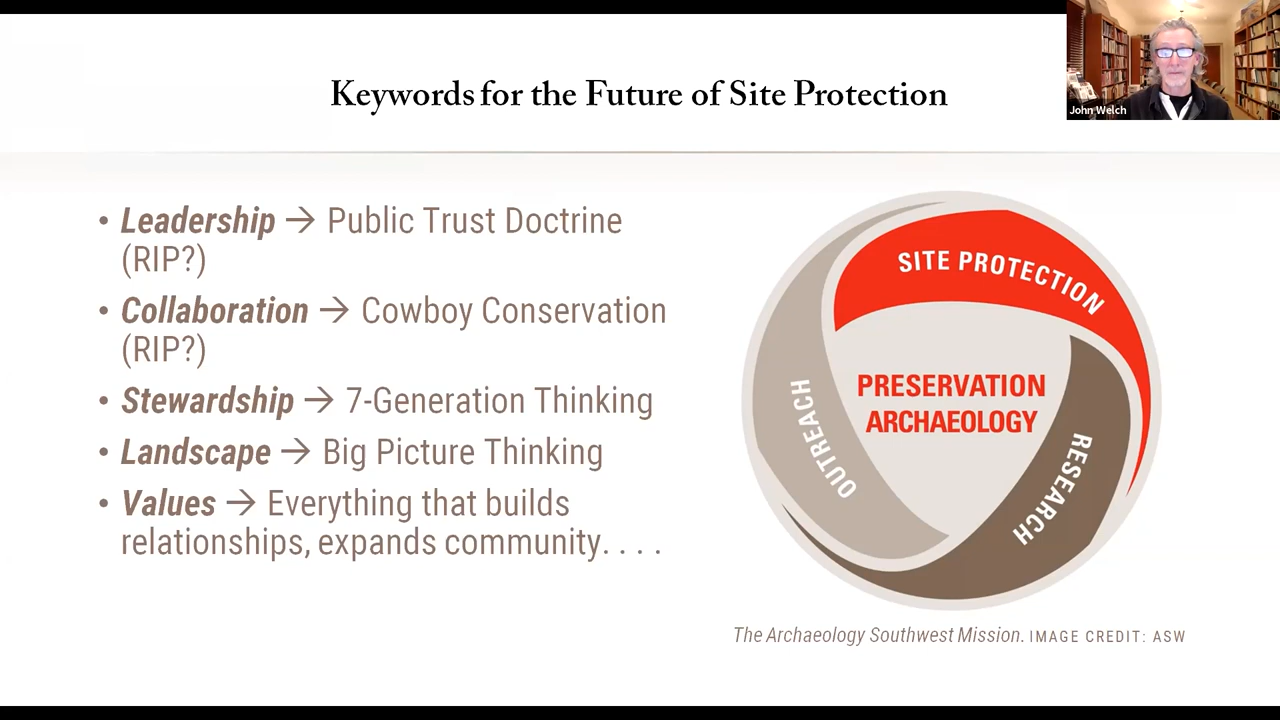 Keywords for the Future of Site Protection
John Welch
• Leadership → Public Trust Doctrine
(RIP?)
• Collaboration → Cowboy Conservation
(RIP?)
• Stewardship → 7-Generation Thinking
• Landscape → Big Picture Thinking
• Values → Everything that builds
relationships, expands community. . . .
SITE PROTECTION
PRESERVATION
ARCHAEOLOGY
OUTREACH
RESEARCH
The Archaeology Southwest Mission. IMAGE CREDIT: ASW